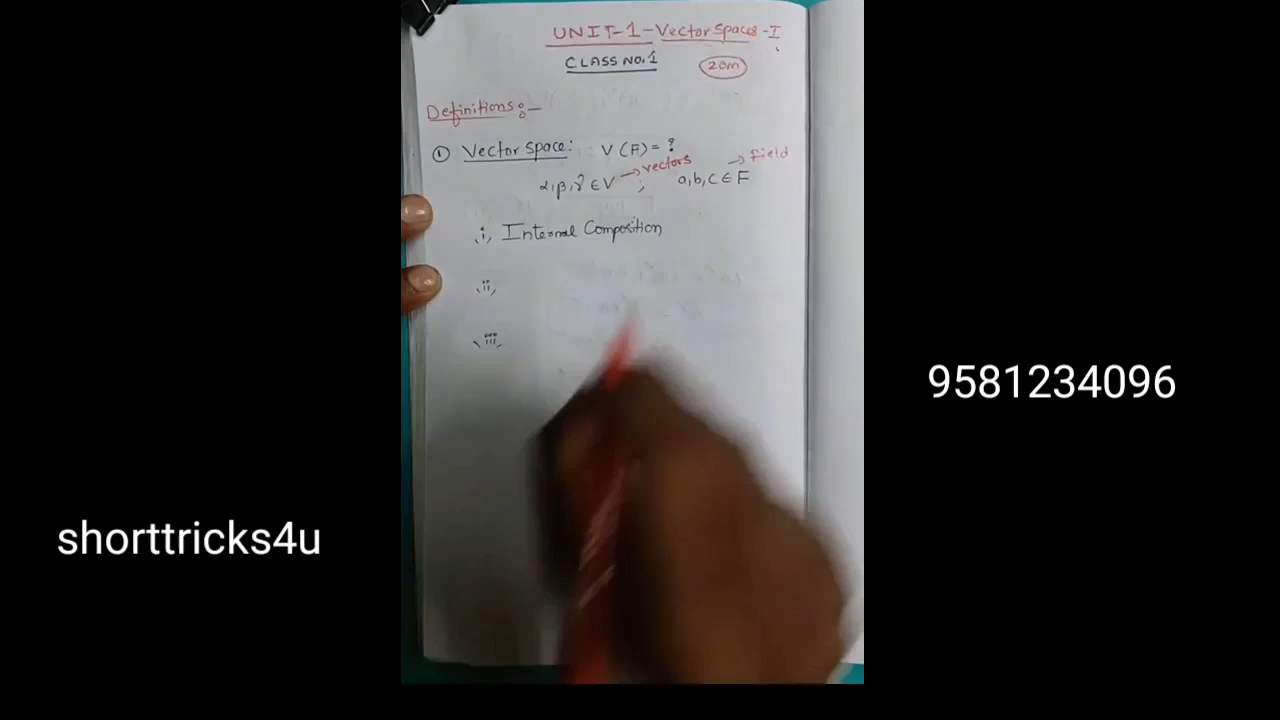 UNIT-1-Vector Spaces-I
CLASS NO.1 20m
Definitions:-
① Vector Space: V(F) = ?
α,β,γ ∈ V → vectors ; a,b,c ∈ F → Field
(i) Internal Composition
(ii)
(iii)
9581234096
shorttricks4u